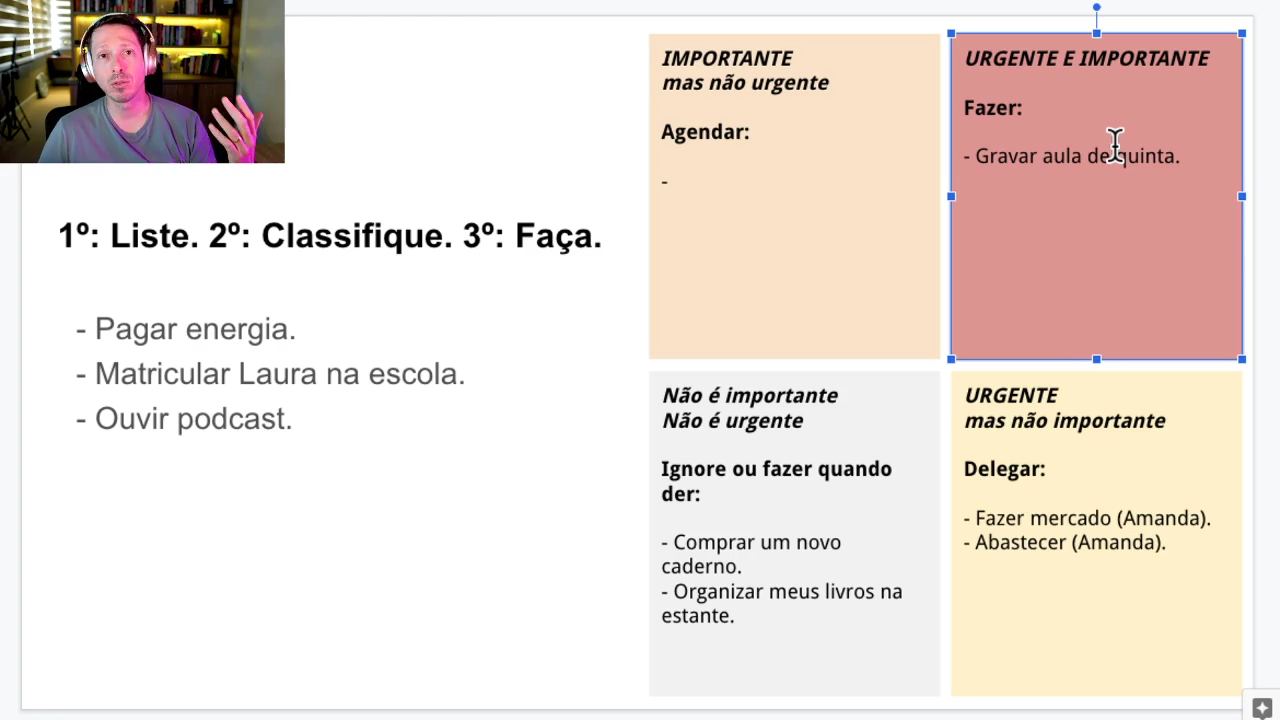 1º: Liste. 2º: Classifique. 3º: Faça.
- Pagar energia.
- Matricular Laura na escola.
- Ouvir podcast.
IMPORTANTE
mas não urgente
Agendar:
-
URGENTE E IMPORTANTE
Fazer:
- Gravar aula de quinta.
Não é importante
Não é urgente
Ignore ou fazer quando
der:
- Comprar um novo
caderno.
- Organizar meus livros na
estante.
URGENTE
mas não importante
Delegar:
- Fazer mercado (Amanda).
- Abastecer (Amanda).